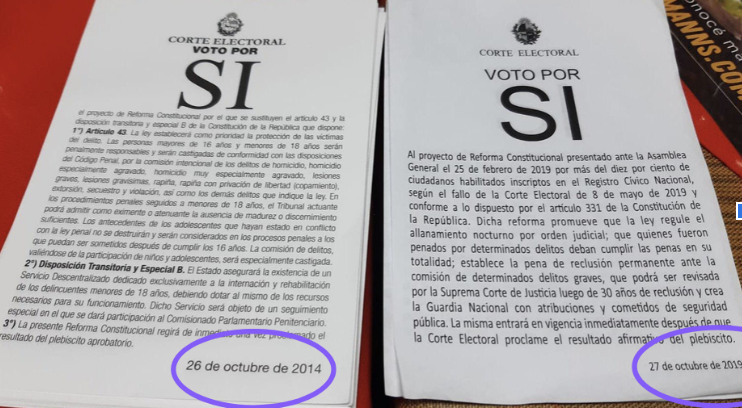 CORTE ELECTORAL
VOTO POR
SI
el proyecto de Reforma Constitucional por el que se sustituyen el artículo 43 y la
disposición transitoria y especial B de la Constitución de la República que dispone:
1º) Artículo 43. La ley establecerá como prioridad la protección de las víctimas
del delito. Las personas mayores de 16 años y menores de 18 años serán
penalmente responsables y serán castigadas de conformidad con las disposiciones
del Código Penal, por la comisión intencional de los delitos de homicidio, homicidio
especialmente agravado, homicidio muy especialmente agravado, lesiones
graves, lesiones gravísimas, rapiña, rapiña con privación de libertad (copamiento),
extorsión, secuestro y violación, así como los demás delitos que indique la ley. En
los procedimientos penales seguidos a menores de 18 años, el Tribunal actuante
podrá admitir como eximente o atenuante la ausencia de madurez o discernimiento
suficientes. Los antecedentes de los adolescentes que hayan estado en conflicto
con la ley penal no se destruirán y serán considerados en los procesos penales a los
que puedan ser sometidos después de cumplir los 16 años. La comisión de delitos,
valiéndose de la participación de niños y adolescentes, será especialmente castigada.
2º) Disposición Transitoria y Especial B. El Estado asegurará la existencia de un
Servicio Descentralizado dedicado exclusivamente a la internación y rehabilitación
de los delincuentes menores de 18 años, debiendo dotar al mismo de los recursos
necesarios para su funcionamiento. Dicho Servicio será objeto de un seguimiento
especial en el que se dará participación al Comisionado Parlamentario Penitenciario.
3º) La presente Reforma Constitucional regirá de inmediato una vez proclamado el
resultado del plebiscito aprobatorio.
26 de octubre de 2014
CORTE ELECTORAL
VOTO POR
SI
Al proyecto de Reforma Constitucional presentado ante la Asamblea
General el 25 de febrero de 2019 por más del diez por ciento de
ciudadanos habilitados inscriptos en el Registro Cívico Nacional,
según el fallo de la Corte Electoral de 8 de mayo de 2019 y
conforme a lo dispuesto por el artículo 331 de la Constitución de
la República. Dicha reforma promueve que la ley regule el
allanamiento nocturno por orden judicial; que quienes fueron
penados por determinados delitos deban cumplir las penas en su
totalidad; establece la pena de reclusión permanente ante la
comisión de determinados delitos graves, que podrá ser revisada
por la Suprema Corte de Justicia luego de 30 años de reclusión y crea
la Guardia Nacional con atribuciones y cometidos de seguridad
pública. La misma entrará en vigencia inmediatamente después de que
la Corte Electoral proclame el resultado afirmativo del plebiscito.
27 de octubre de 2019
onocé má
MANNS.COM